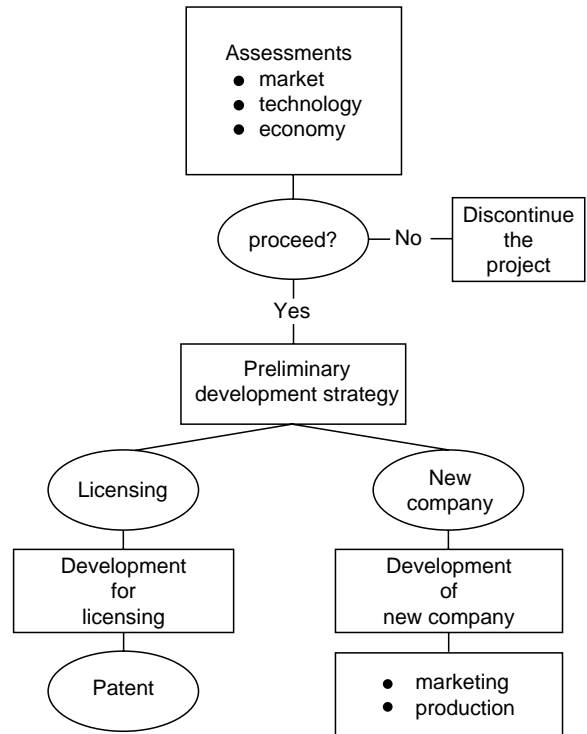 Assessments
● market
● technology
● economy
proceed?
No
Discontinue
the
project
Yes
Preliminary
development strategy
Licensing
New
company
Development
for
licensing
Development
of
new company
Patent
● marketing
● production